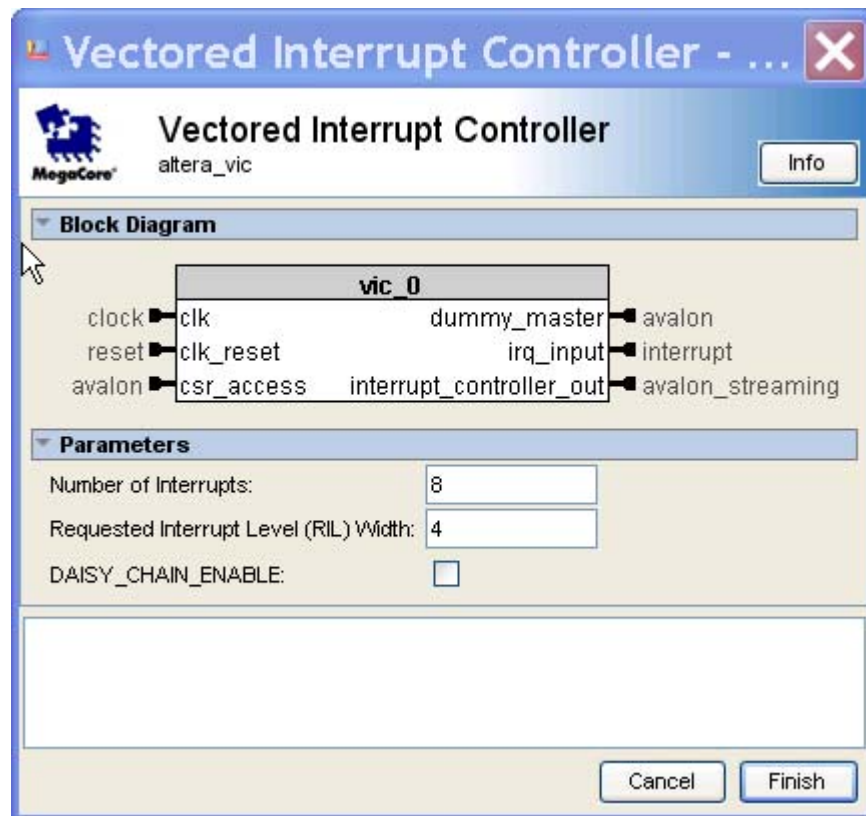 Vectored Interrupt Controller - ...
Vectored Interrupt Controller
altera_vic
MegaCore®
Info
Block Diagram
vic_0
clock clk dummy_master avalon
reset clk_reset irq_input interrupt
avalon csr_access interrupt_controller_out avalon_streaming
Parameters
Number of Interrupts: 8
Requested Interrupt Level (RIL) Width: 4
DAISY_CHAIN_ENABLE:
Cancel Finish